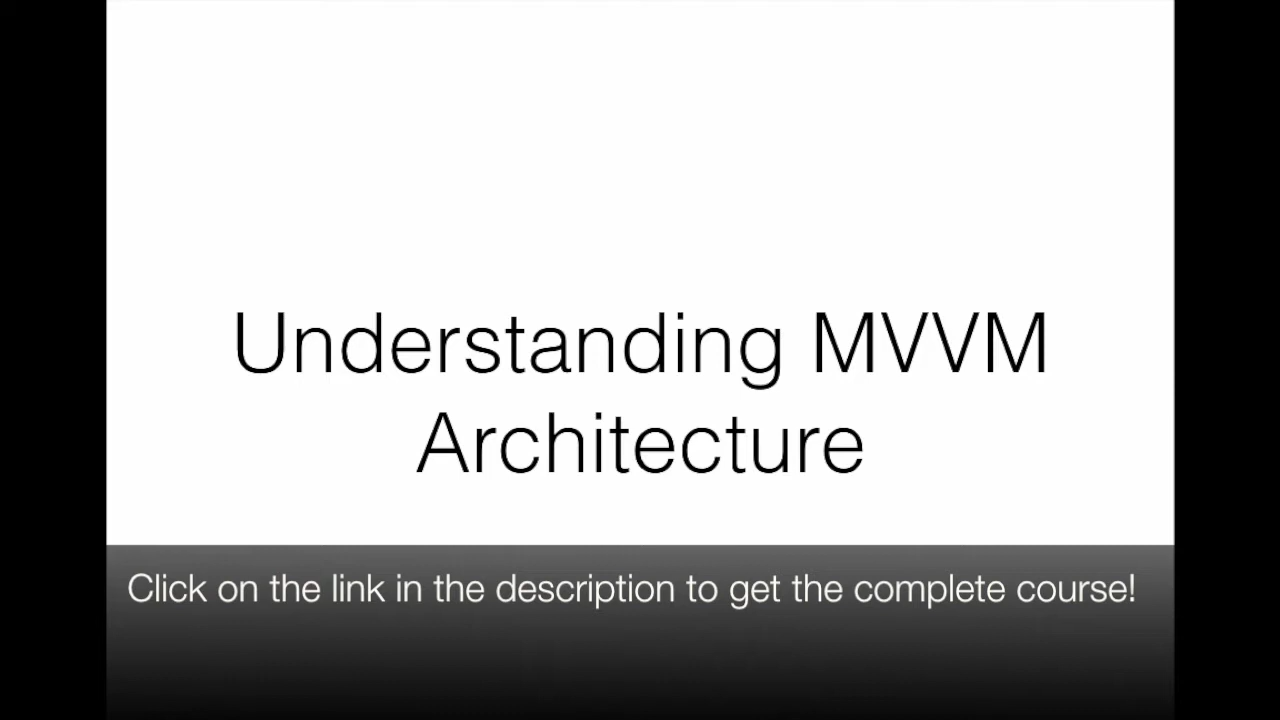 Understanding MVVM
Architecture
Click on the link in the description to get the complete course!